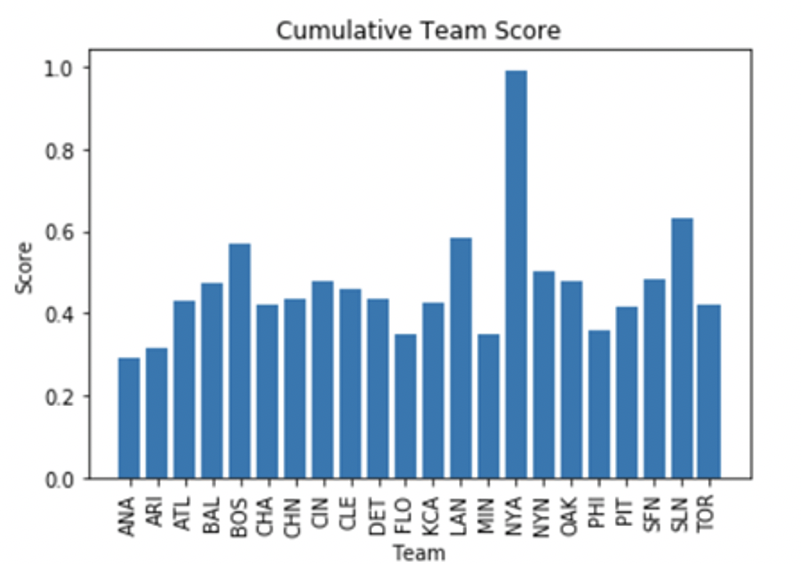 Cumulative Team Score
1.0
0.8
0.6
0.4
0.2
0.0
Score
ANA
ARI
ATL
BAL
BOS
CHA
CHN
CIN
CLE
DET
FLO
KCA
LAN
MIN
NYA
NYN
OAK
PHI
PIT
SFN
SLN
TOR
Team